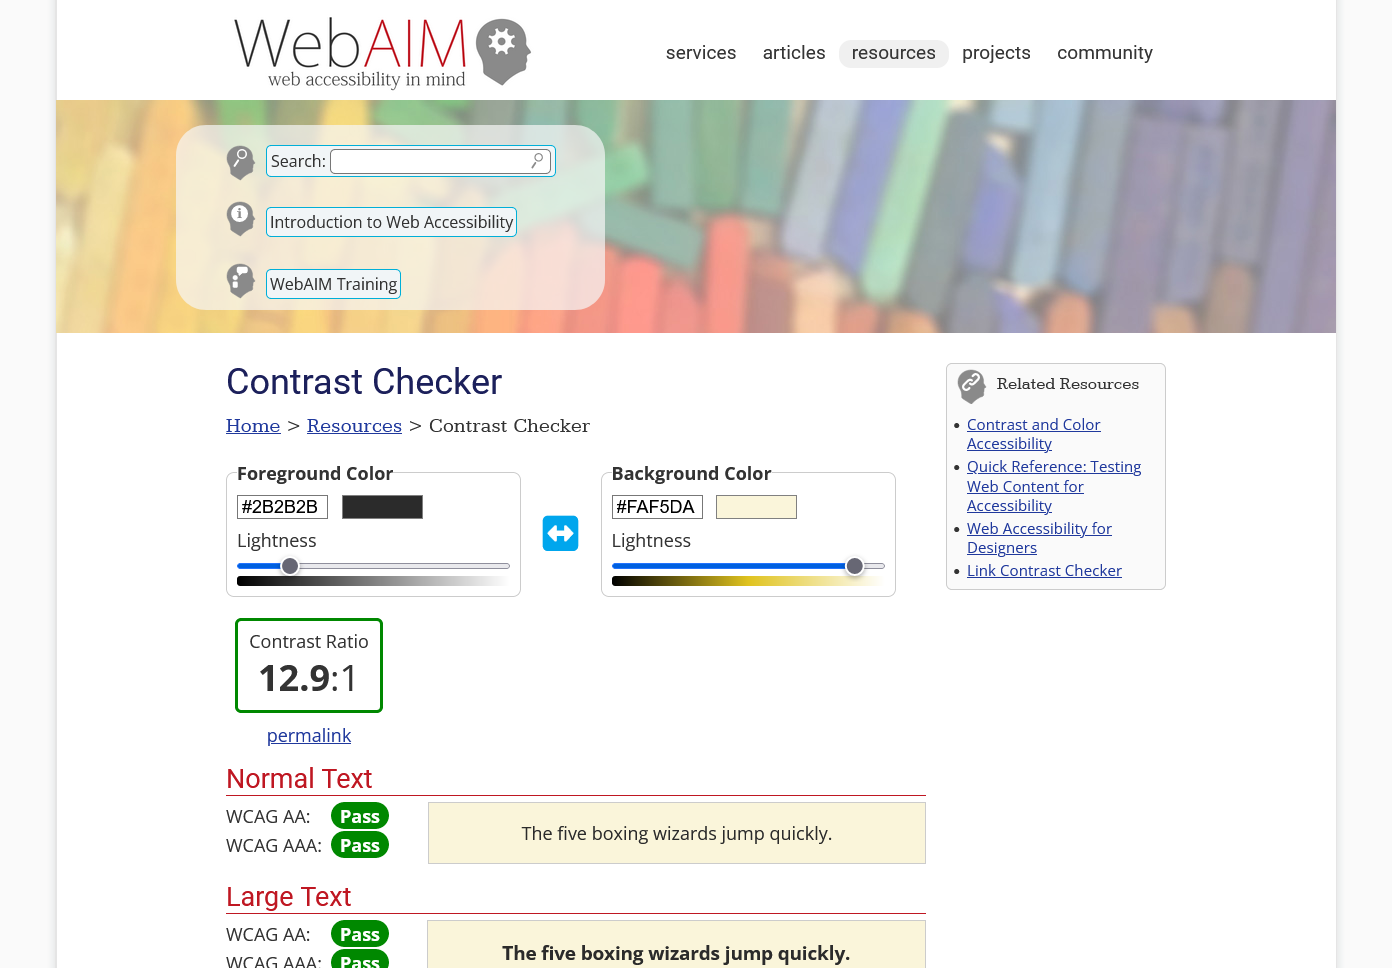 WebAIM
web accessibility in mind
services articles resources projects community
Search:
Introduction to Web Accessibility
WebAIM Training
Contrast Checker
Home > Resources > Contrast Checker
Foreground Color
#2B2B2B
Lightness
Background Color
#FAF5DA
Lightness
Contrast Ratio
12.9:1
permalink
Normal Text
WCAG AA: Pass
WCAG AAA: Pass
The five boxing wizards jump quickly.
Large Text
WCAG AA: Pass
WCAG AAA: Pass
The five boxing wizards jump quickly.
Related Resources
Contrast and Color
Accessibility
Quick Reference: Testing
Web Content for
Accessibility
Web Accessibility for
Designers
Link Contrast Checker